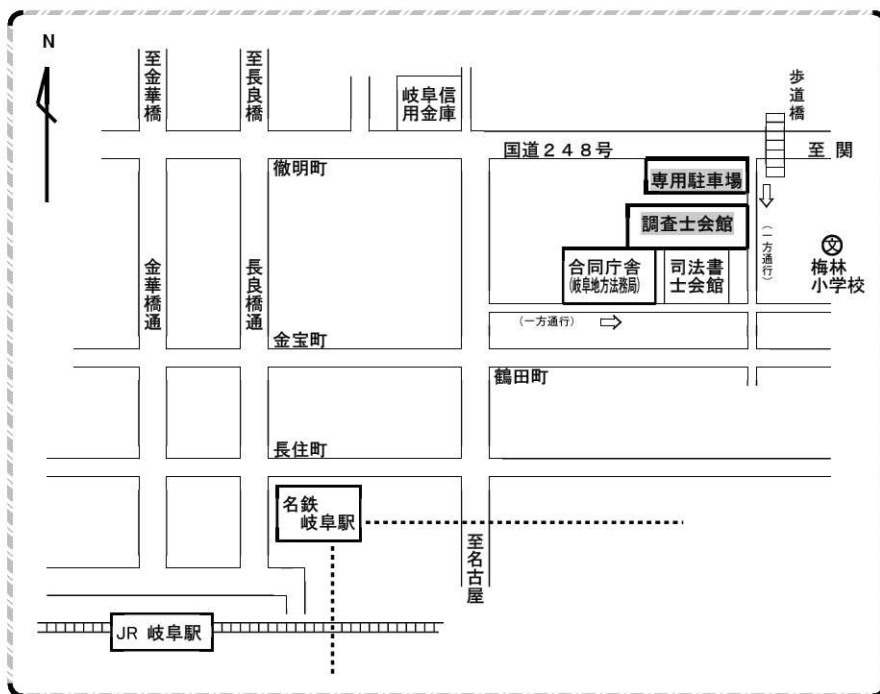 N
至金華橋
至長良橋
岐阜信
用金庫
歩道橋
国道248号
至 関
徹明町
専用駐車場
調査士会館
(一方通行)
合同庁舎
(岐阜地方法務局)
司法書
士会館
文
梅林
小学校
金華橋通
長良橋通
(一方通行)
金宝町
鶴田町
長住町
名鉄
岐阜駅
至名古屋
JR 岐阜駅